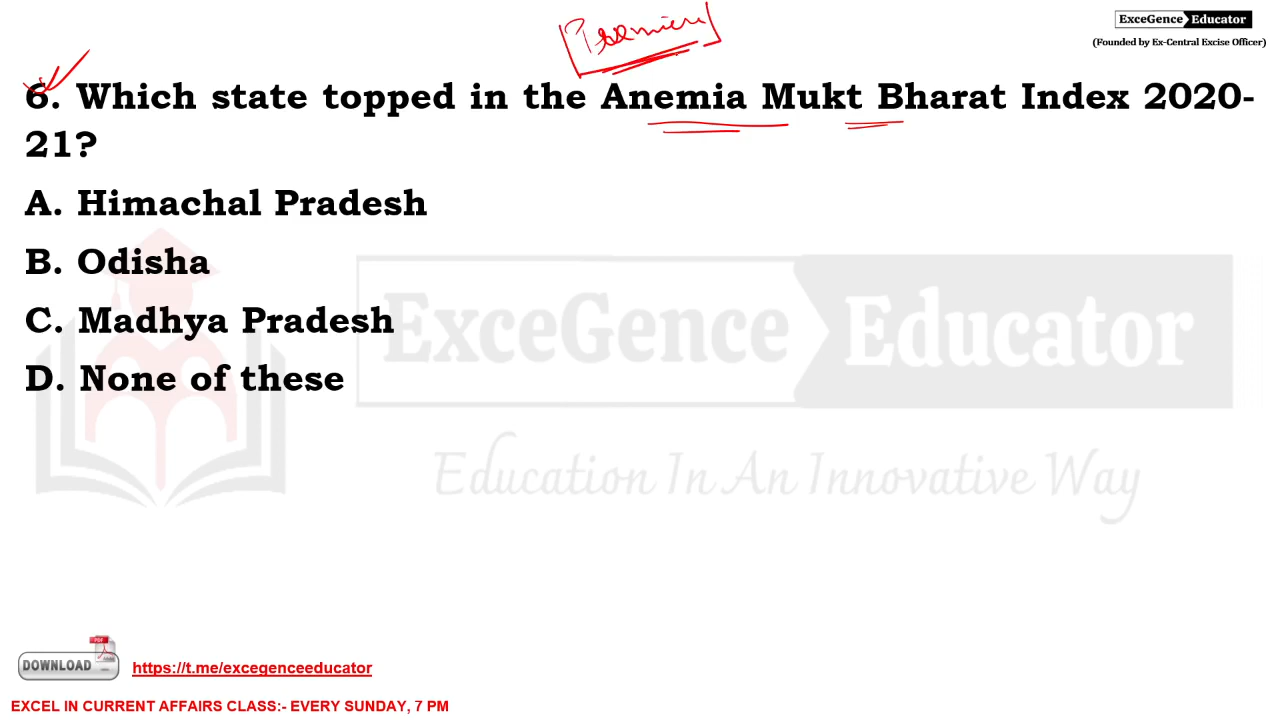 Premiere
ExceGence Educator
(Founded by Ex-Central Excise Officer)
6. Which state topped in the Anemia Mukt Bharat Index 2020-
21?
A. Himachal Pradesh
B. Odisha
C. Madhya Pradesh
D. None of these
ExceGence Educator
Education In An Innovative Way
PDF
DOWNLOAD
https://t.me/excegenceeducator
EXCEL IN CURRENT AFFAIRS CLASS:- EVERY SUNDAY, 7 PM